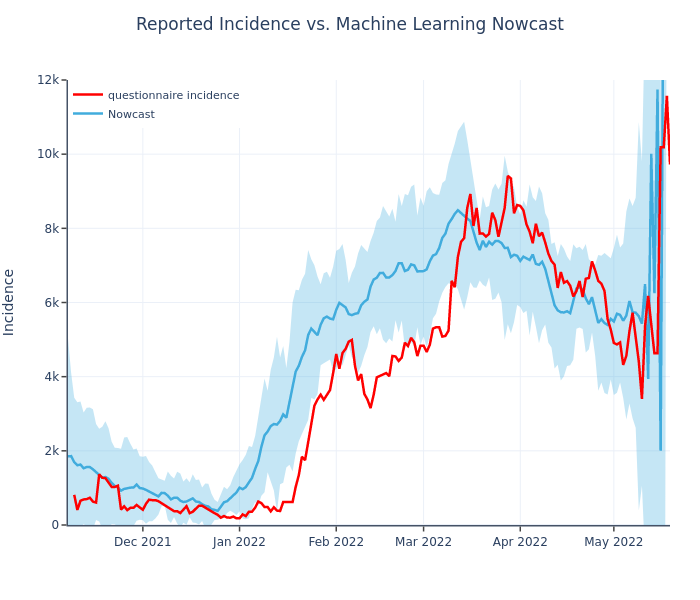 Reported Incidence vs. Machine Learning Nowcast
12k
10k
8k
6k
4k
2k
0
Incidence
questionnaire incidence
Nowcast
Dec 2021
Jan 2022
Feb 2022
Mar 2022
Apr 2022
May 2022